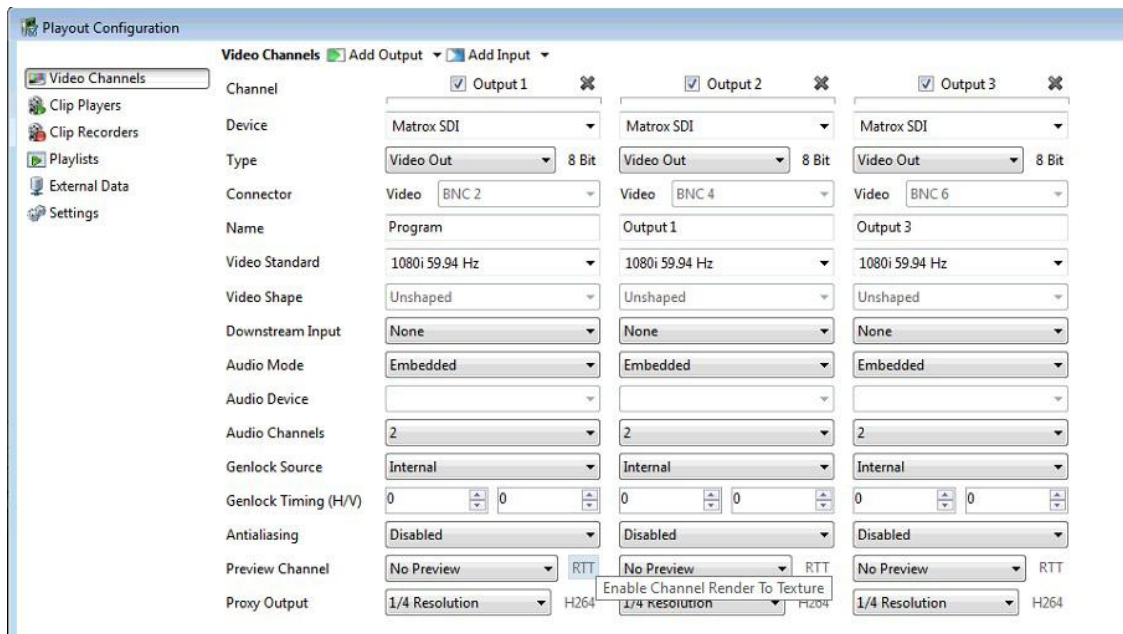 Playout Configuration
Video Channels Add Output Add Input
Video Channels
Clip Players
Clip Recorders
Playlists
External Data
Settings
Channel Output 1 Output 2 Output 3
Device Matrox SDI Matrox SDI Matrox SDI
Type Video Out 8 Bit Video Out 8 Bit Video Out 8 Bit
Connector Video BNC 2 Video BNC 4 Video BNC 6
Name Program Output 1 Output 3
Video Standard 1080i 59.94 Hz 1080i 59.94 Hz 1080i 59.94 Hz
Video Shape Unshaped Unshaped Unshaped
Downstream Input None None None
Audio Mode Embedded Embedded Embedded
Audio Device
Audio Channels 2 2 2
Genlock Source Internal Internal Internal
Genlock Timing (H/V) 0 0 0 0 0 0
Antialiasing Disabled Disabled Disabled
Preview Channel No Preview RTT No Preview RTT No Preview RTT
Enable Channel Render To Texture
Proxy Output 1/4 Resolution H264 1/4 Resolution H264 1/4 Resolution H264